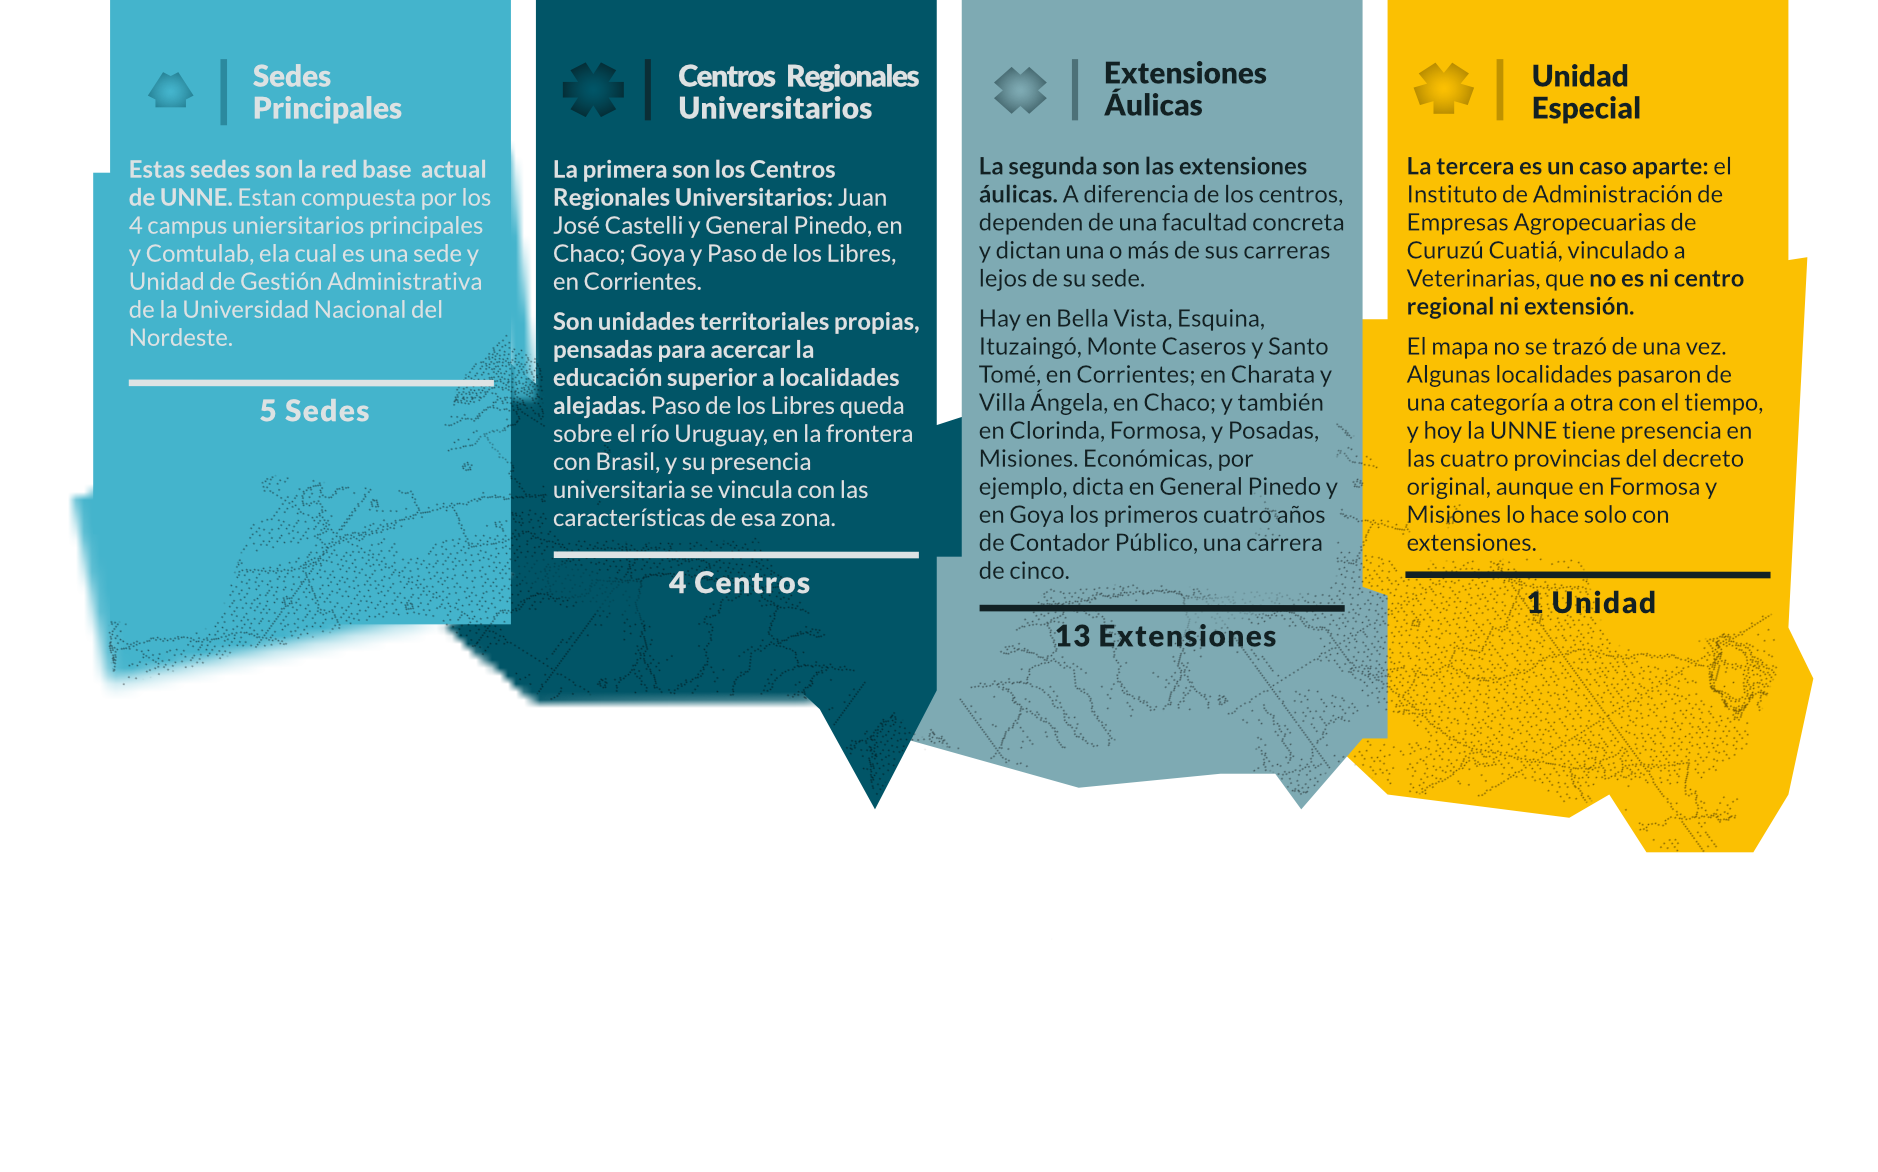 Sedes
Principales
Estas sedes son la red base actual
de UNNE. Estan compuesta por los
4 campus uniersitarios principales
y Comtulab, ela cual es una sede y
Unidad de Gestión Administrativa
de la Universidad Nacional del
Nordeste.
5 Sedes
Centros Regionales
Universitarios
La primera son los Centros
Regionales Universitarios: Juan
José Castelli y General Pinedo, en
Chaco; Goya y Paso de los Libres,
en Corrientes.
Son unidades territoriales propias,
pensadas para acercar la
educación superior a localidades
alejadas. Paso de los Libres queda
sobre el río Uruguay, en la frontera
con Brasil, y su presencia
universitaria se vincula con las
características de esa zona.
4 Centros
Extensiones
Áulicas
La segunda son las extensiones
áulicas. A diferencia de los centros,
dependen de una facultad concreta
y dictan una o más de sus carreras
lejos de su sede.
Hay en Bella Vista, Esquina,
Ituzaingó, Monte Caseros y Santo
Tomé, en Corrientes; en Charata y
Villa Ángela, en Chaco; y también
en Clorinda, Formosa, y Posadas,
Misiones. Económicas, por
ejemplo, dicta en General Pinedo y
en Goya los primeros cuatro años
de Contador Público, una carrera
de cinco.
13 Extensiones
Unidad
Especial
La tercera es un caso aparte: el
Instituto de Administración de
Empresas Agropecuarias de
Curuzú Cuatiá, vinculado a
Veterinarias, que no es ni centro
regional ni extensión.
El mapa no se trazó de una vez.
Algunas localidades pasaron de
una categoría a otra con el tiempo,
y hoy la UNNE tiene presencia en
las cuatro provincias del decreto
original, aunque en Formosa y
Misiones lo hace solo con
extensiones.
1 Unidad